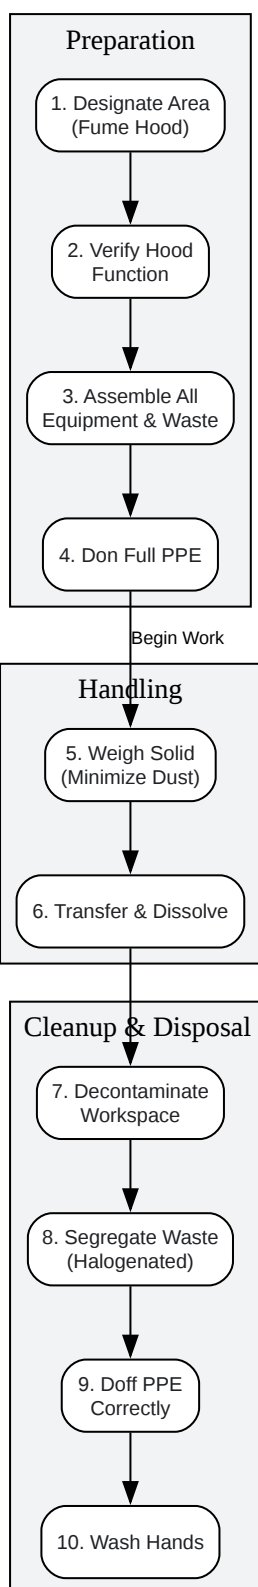 Preparation
1. Designate Area
(Fume Hood)
2. Verify Hood
Function
3. Assemble All
Equipment & Waste
4. Don Full PPE
Begin Work
Handling
5. Weigh Solid
(Minimize Dust)
6. Transfer & Dissolve
Cleanup & Disposal
7. Decontaminate
Workspace
8. Segregate Waste
(Halogenated)
9. Doff PPE
Correctly
10. Wash Hands